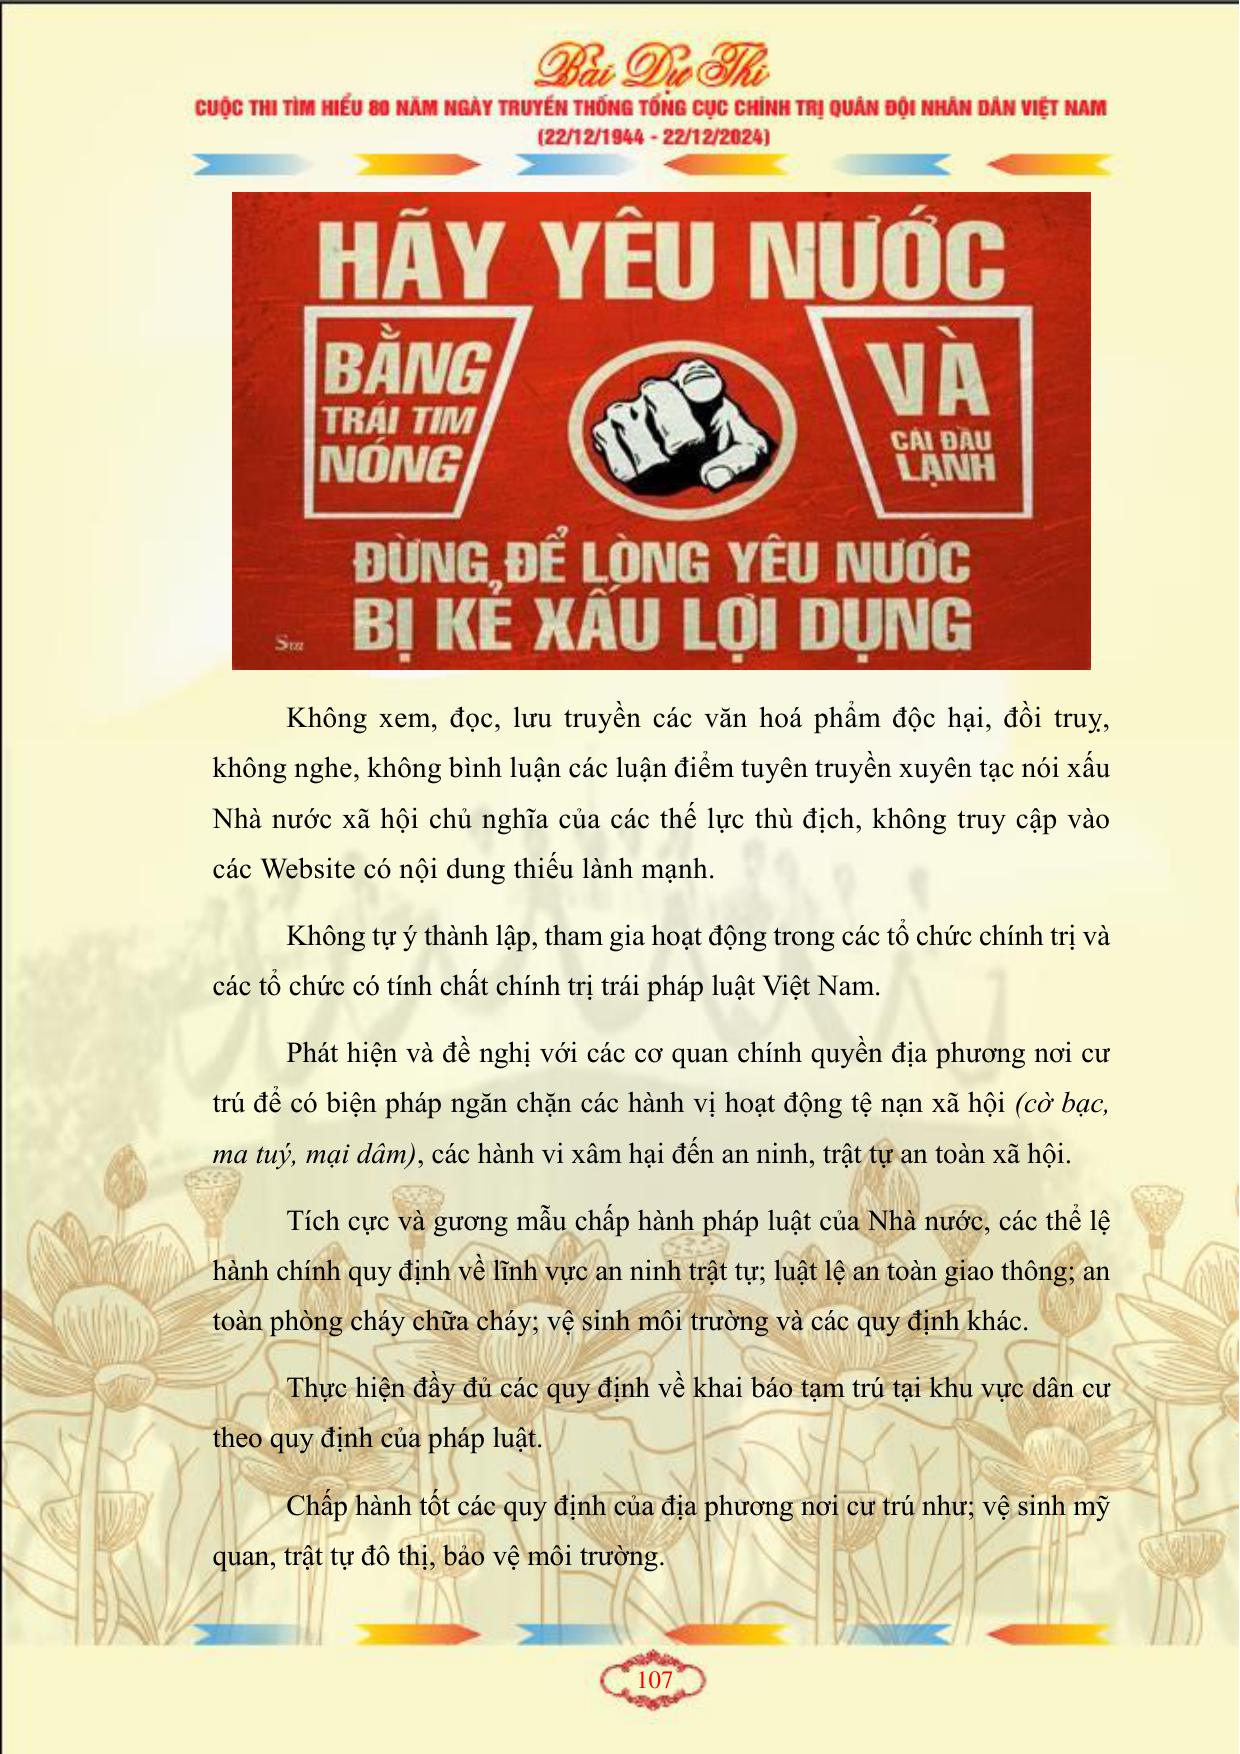 Bài Dự Thi
CUỘC THI TÌM HIỂU 80 NĂM NGÀY TRUYỀN THỐNG TỔNG CỤC CHÍNH TRỊ QUÂN ĐỘI NHÂN DÂN VIỆT NAM
(22/12/1944 - 22/12/2024)
HÃY YÊU NƯỚC
BẰNG
TRÁI TIM
NÓNG
VÀ
CÁI ĐẦU
LẠNH
ĐỪNG ĐỂ LÒNG YÊU NƯỚC
BỊ KẺ XẤU LỢI DỤNG
Không xem, đọc, lưu truyền các văn hoá phẩm độc hại, đồi truỵ,
không nghe, không bình luận các luận điểm tuyên truyền xuyên tạc nói xấu
Nhà nước xã hội chủ nghĩa của các thế lực thù địch, không truy cập vào
các Website có nội dung thiếu lành mạnh.
Không tự ý thành lập, tham gia hoạt động trong các tổ chức chính trị và
các tổ chức có tính chất chính trị trái pháp luật Việt Nam.
Phát hiện và đề nghị với các cơ quan chính quyền địa phương nơi cư
trú để có biện pháp ngăn chặn các hành vị hoạt động tệ nạn xã hội (cờ bạc,
ma tuý, mại dâm), các hành vi xâm hại đến an ninh, trật tự an toàn xã hội.
Tích cực và gương mẫu chấp hành pháp luật của Nhà nước, các thể lệ
hành chính quy định về lĩnh vực an ninh trật tự; luật lệ an toàn giao thông; an
toàn phòng cháy chữa cháy; vệ sinh môi trường và các quy định khác.
Thực hiện đầy đủ các quy định về khai báo tạm trú tại khu vực dân cư
theo quy định của pháp luật.
Chấp hành tốt các quy định của địa phương nơi cư trú như; vệ sinh mỹ
quan, trật tự đô thị, bảo vệ môi trường.
107